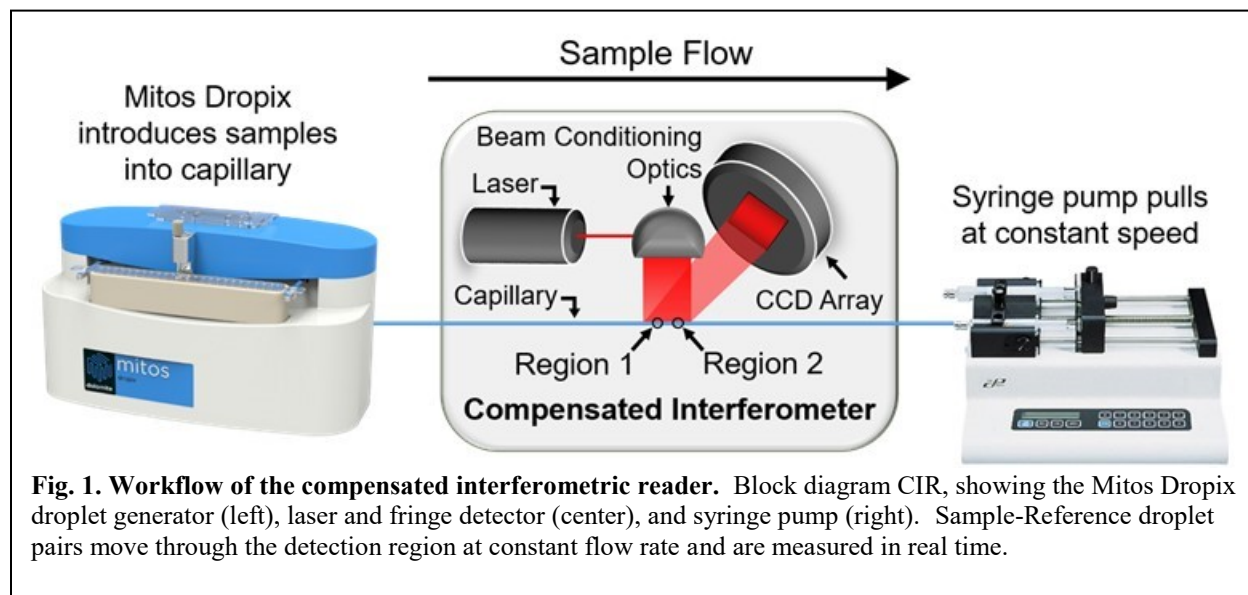 Sample Flow
Mitos Dropix
introduces samples
into capillary
Beam Conditioning
Optics
Laser
Capillary
CCD Array
Region 1
Region 2
Compensated Interferometer
Syringe pump pulls
at constant speed
mitos
dropix
dolomite
Fig. 1. Workflow of the compensated interferometric reader. Block diagram CIR, showing the Mitos Dropix
droplet generator (left), laser and fringe detector (center), and syringe pump (right). Sample-Reference droplet
pairs move through the detection region at constant flow rate and are measured in real time.